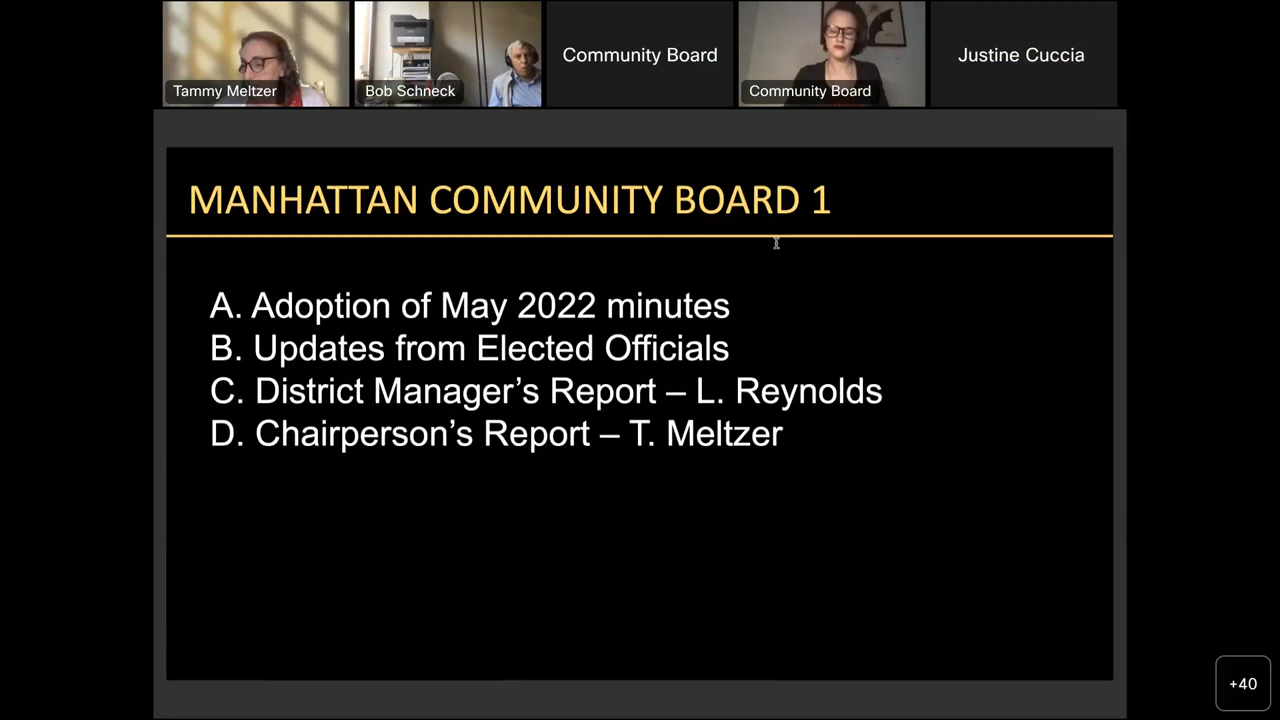 Tammy Meltzer
Bob Schneck
Community Board
Community Board
Justine Cuccia
MANHATTAN COMMUNITY BOARD 1
A. Adoption of May 2022 minutes
B. Updates from Elected Officials
C. District Manager’s Report – L. Reynolds
D. Chairperson’s Report – T. Meltzer
+40